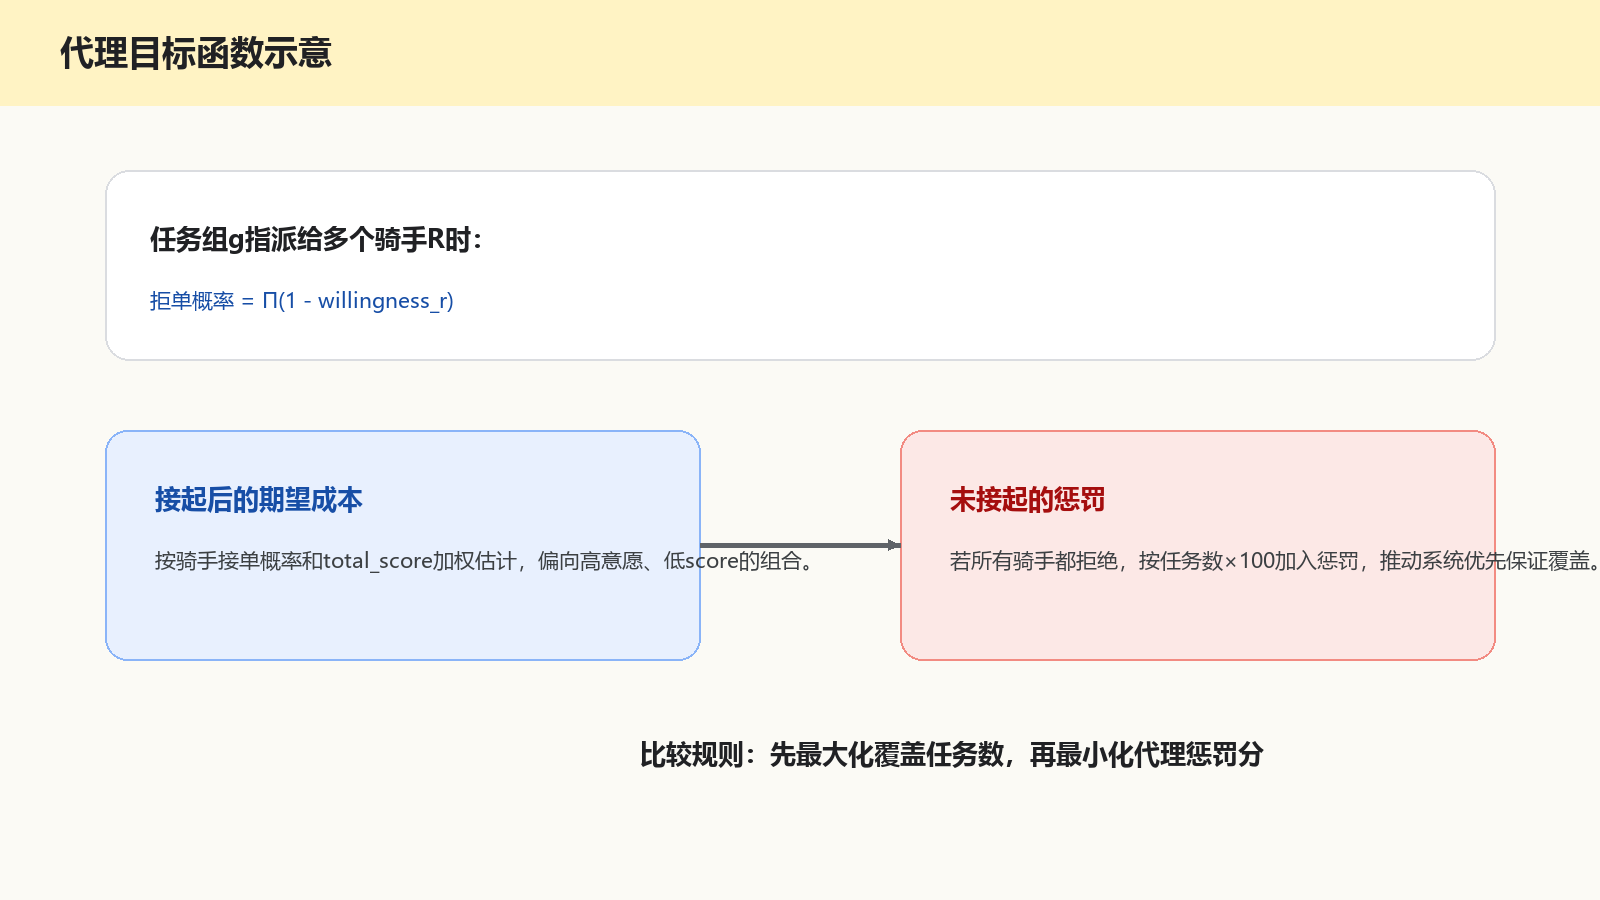 代理目标函数示意
任务组g指派给多个骑手R时：
拒单概率 = Π(1 - willingness_r)
接起后的期望成本
按骑手接单概率和total_score加权估计，偏向高意愿、低score的组合。
未接起的惩罚
若所有骑手都拒绝，按任务数×100加入惩罚，推动系统优先保证覆盖。
比较规则：先最大化覆盖任务数，再最小化代理惩罚分